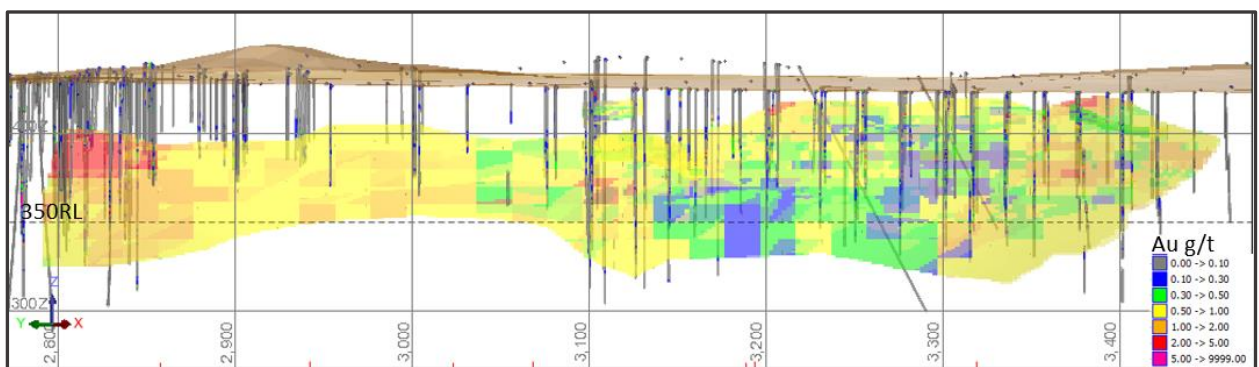 400Z
350RL
300Z
Z
Y
X
2,800
2,900
3,000
3,100
3,200
3,300
3,400
Au g/t
0.00 -> 0.10
0.10 -> 0.30
0.30 -> 0.50
0.50 -> 1.00
1.00 -> 2.00
2.00 -> 5.00
5.00 -> 9999.00